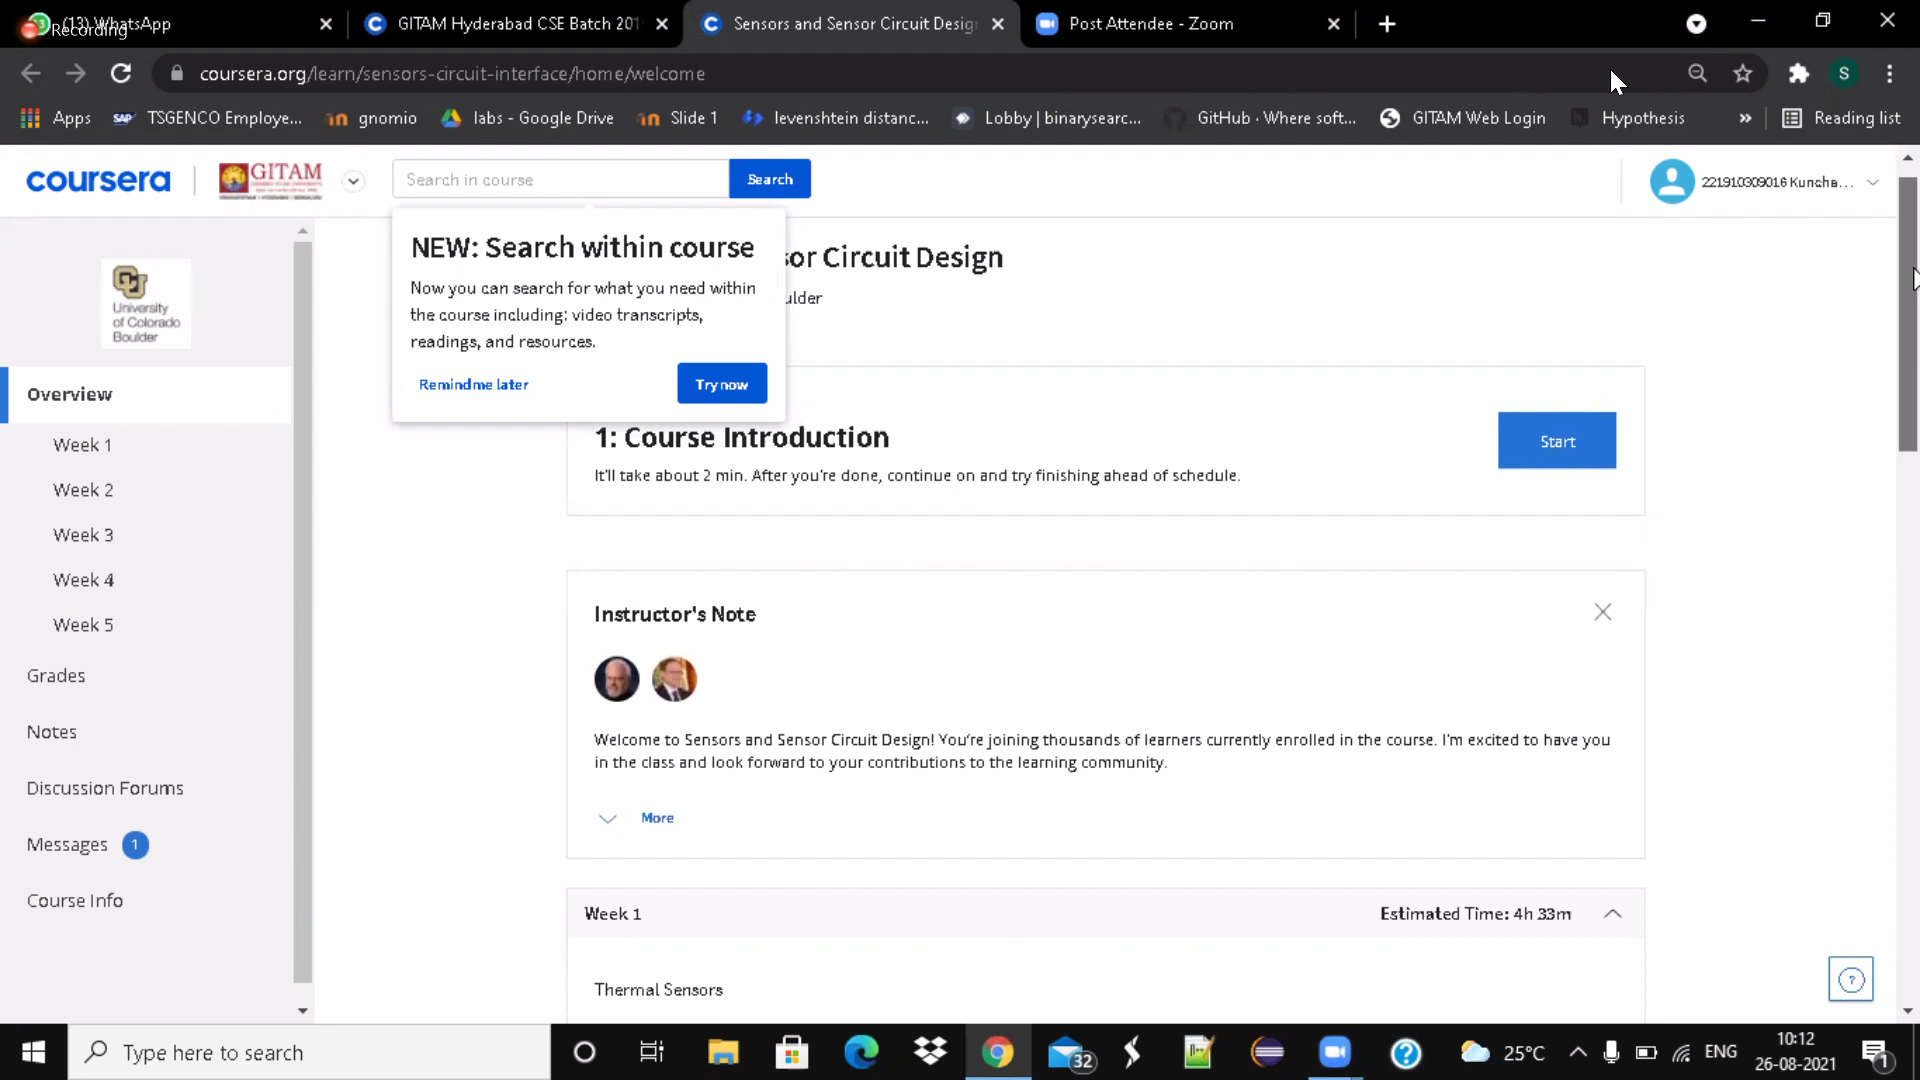 (13) WhatsApp
Recording
GITAM Hyderabad CSE Batch 201
Sensors and Sensor Circuit Desig
Post Attendee - Zoom
coursera.org/learn/sensors-circuit-interface/home/welcome
S
Apps
SAP
TSGENCO Employe...
gnomio
labs - Google Drive
Slide 1
levenshtein distanc...
Lobby | binarysearc...
GitHub · Where soft...
GITAM Web Login
Hypothesis
»
Reading list
coursera
GITAM
Search in course
Search
221910309016 Kuncha...
NEW: Search within course
Now you can search for what you need within
the course including: video transcripts,
readings, and resources.
Remind me later
Try now
sor Circuit Design
ulder
University
of Colorado
Boulder
Overview
Week 1
Week 2
Week 3
Week 4
Week 5
Grades
Notes
Discussion Forums
Messages
1
Course Info
1: Course Introduction
It'll take about 2 min. After you're done, continue on and try finishing ahead of schedule.
Start
Instructor's Note
Welcome to Sensors and Sensor Circuit Design! You're joining thousands of learners currently enrolled in the course. I'm excited to have you
in the class and look forward to your contributions to the learning community.
More
Week 1
Estimated Time: 4h 33m
Thermal Sensors
?
Type here to search
32
?
25°C
ENG
10:12
26-08-2021
1